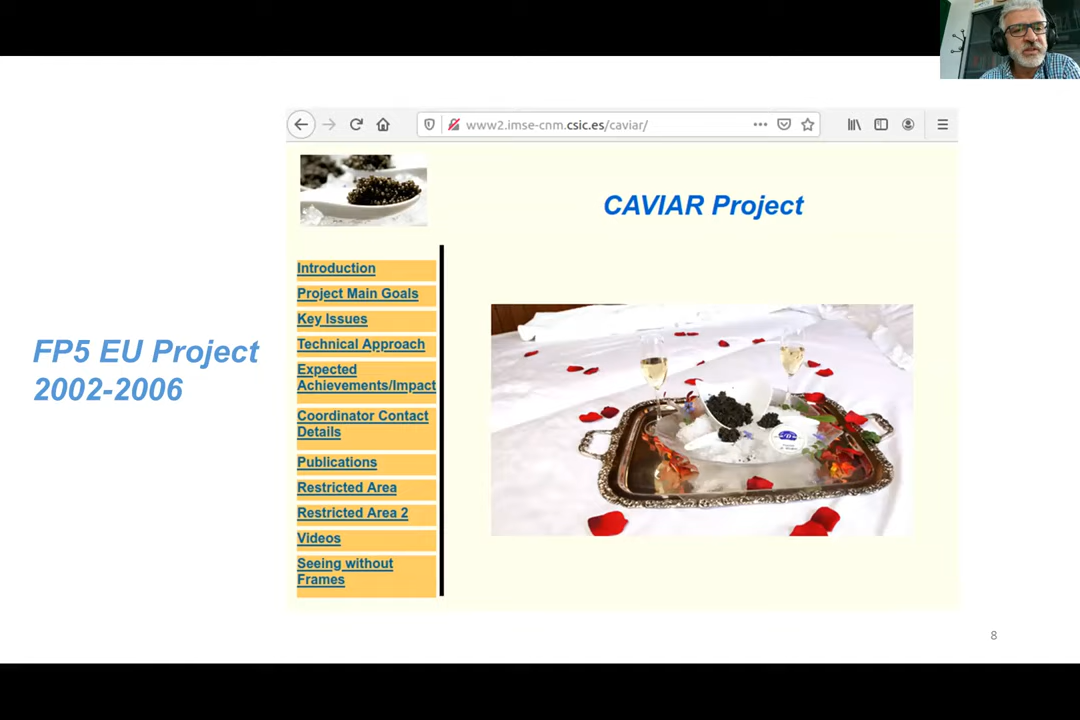 www2.imse-cnm.csic.es/caviar/
CAVIAR Project
Introduction
Project Main Goals
Key Issues
Technical Approach
Expected
Achievements/Impact
Coordinator Contact
Details
Publications
Restricted Area
Restricted Area 2
Videos
Seeing without
Frames
FP5 EU Project
2002-2006
8